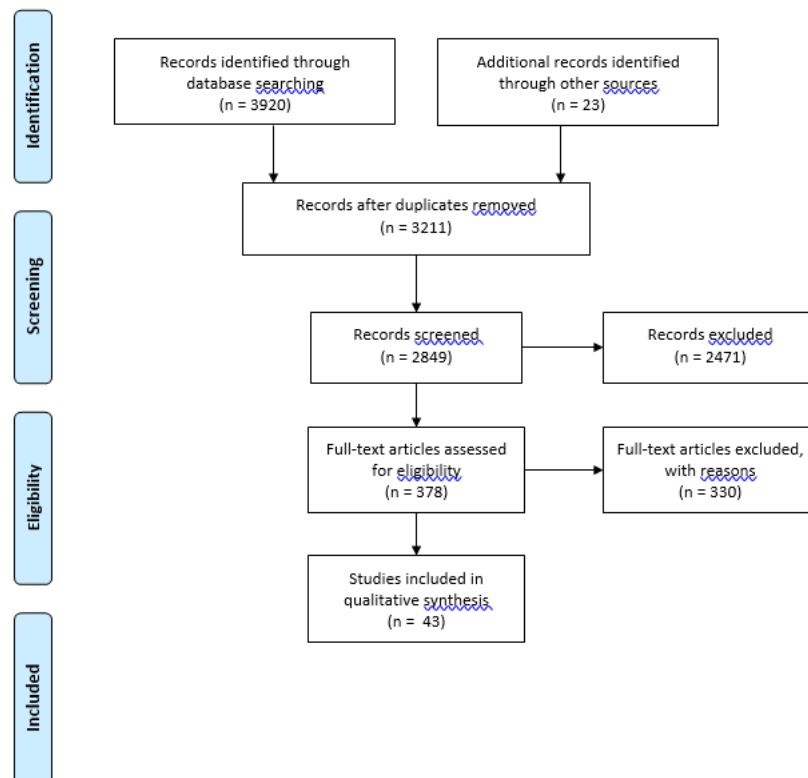 Identification
Records identified through
database searching
(n = 3920)
Additional records identified
through other sources
(n = 23)
Records after duplicates removed
(n = 3211)
Screening
Records screened
(n = 2849)
Records excluded
(n = 2471)
Eligibility
Full-text articles assessed
for eligibility
(n = 378)
Full-text articles excluded,
with reasons
(n = 330)
Studies included in
qualitative synthesis
(n = 43)
Included